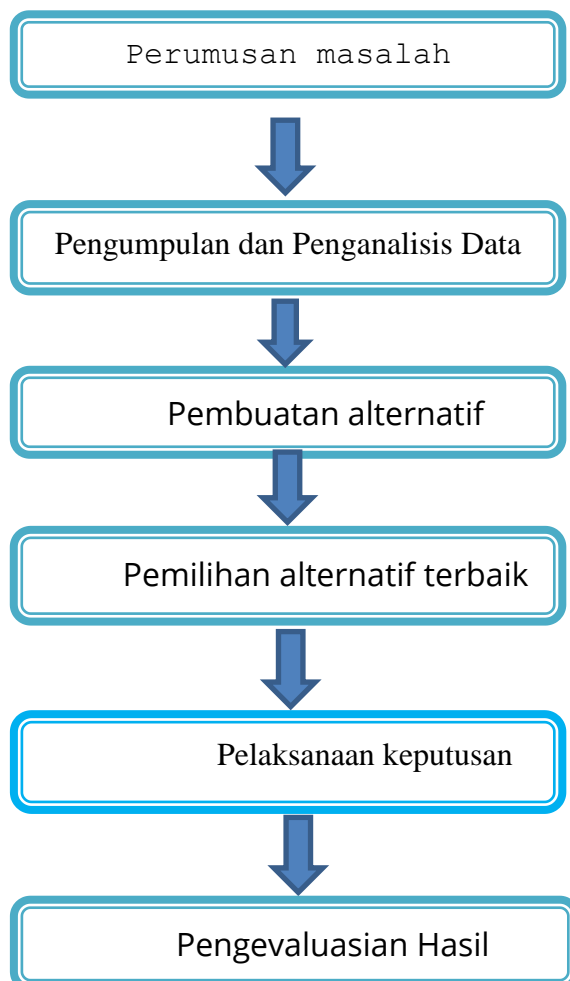 Perumusan masalah
Pengumpulan dan Penganalisis Data
Pembuatan alternatif
Pemilihan alternatif terbaik
Pelaksanaan keputusan
Pengevaluasian Hasil